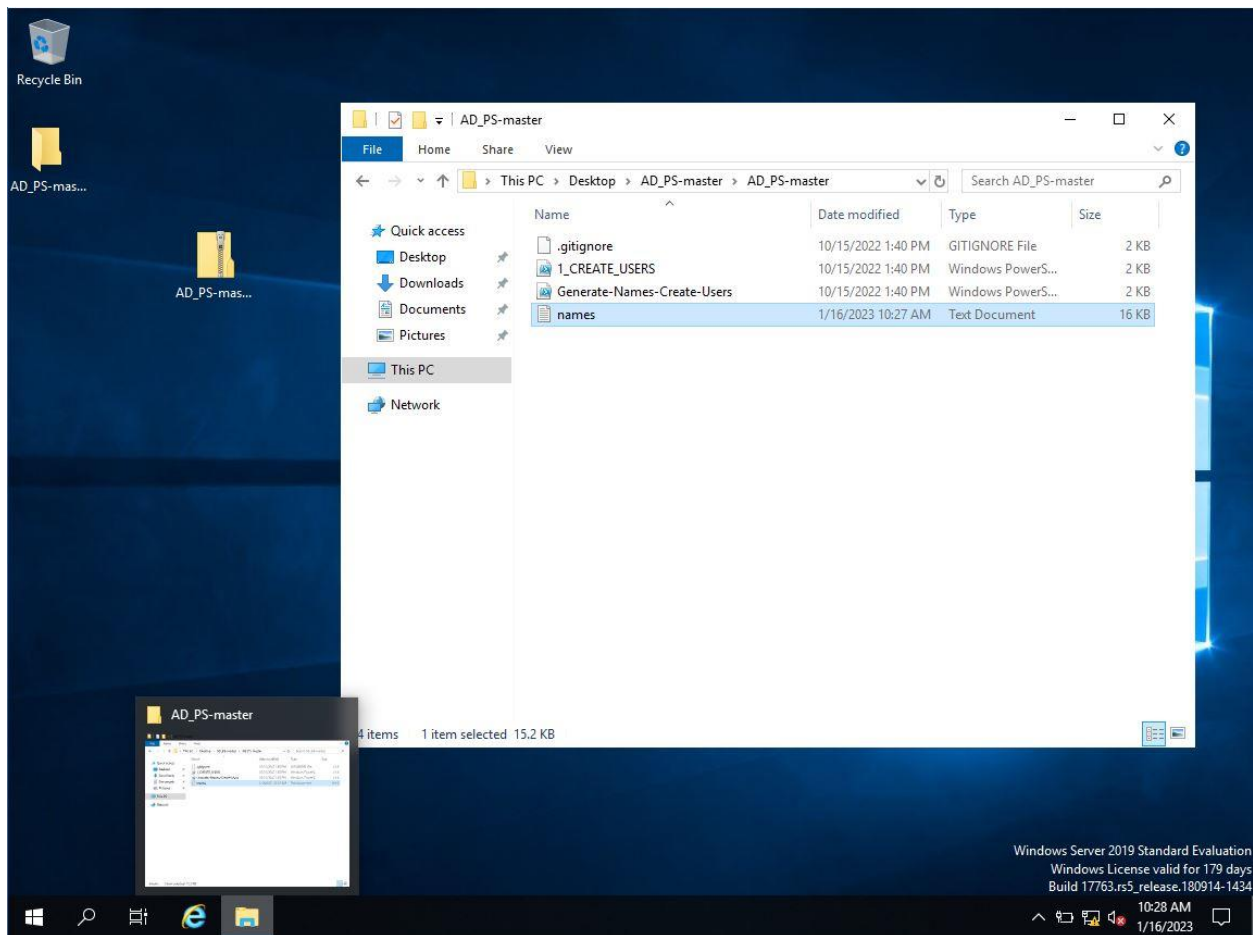 Recycle Bin
AD_PS-mas...
AD_PS-mas...
AD_PS-master
File Home Share View
This PC > Desktop > AD_PS-master > AD_PS-master
Search AD_PS-master
Quick access
Desktop
Downloads
Documents
Pictures
This PC
Network
Name Date modified Type Size
.gitignore 10/15/2022 1:40 PM GITIGNORE File 2 KB
1_CREATE_USERS 10/15/2022 1:40 PM Windows PowerS... 2 KB
Generate-Names-Create-Users 10/15/2022 1:40 PM Windows PowerS... 2 KB
names 1/16/2023 10:27 AM Text Document 16 KB
4 items 1 item selected 15.2 KB
AD_PS-master
Windows Server 2019 Standard Evaluation
Windows License valid for 179 days
Build 17763.rs5_release.180914-1434
10:28 AM
1/16/2023